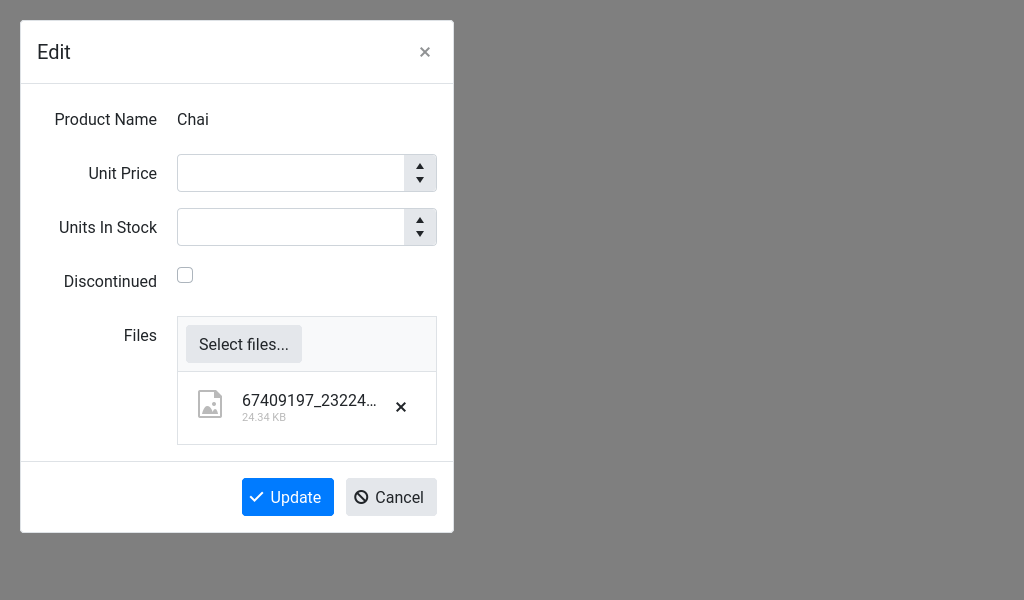 Edit
Product Name Chai
Unit Price
Units In Stock
Discontinued
Files
Select files...
67409197_23224...
24.34 KB
Update Cancel